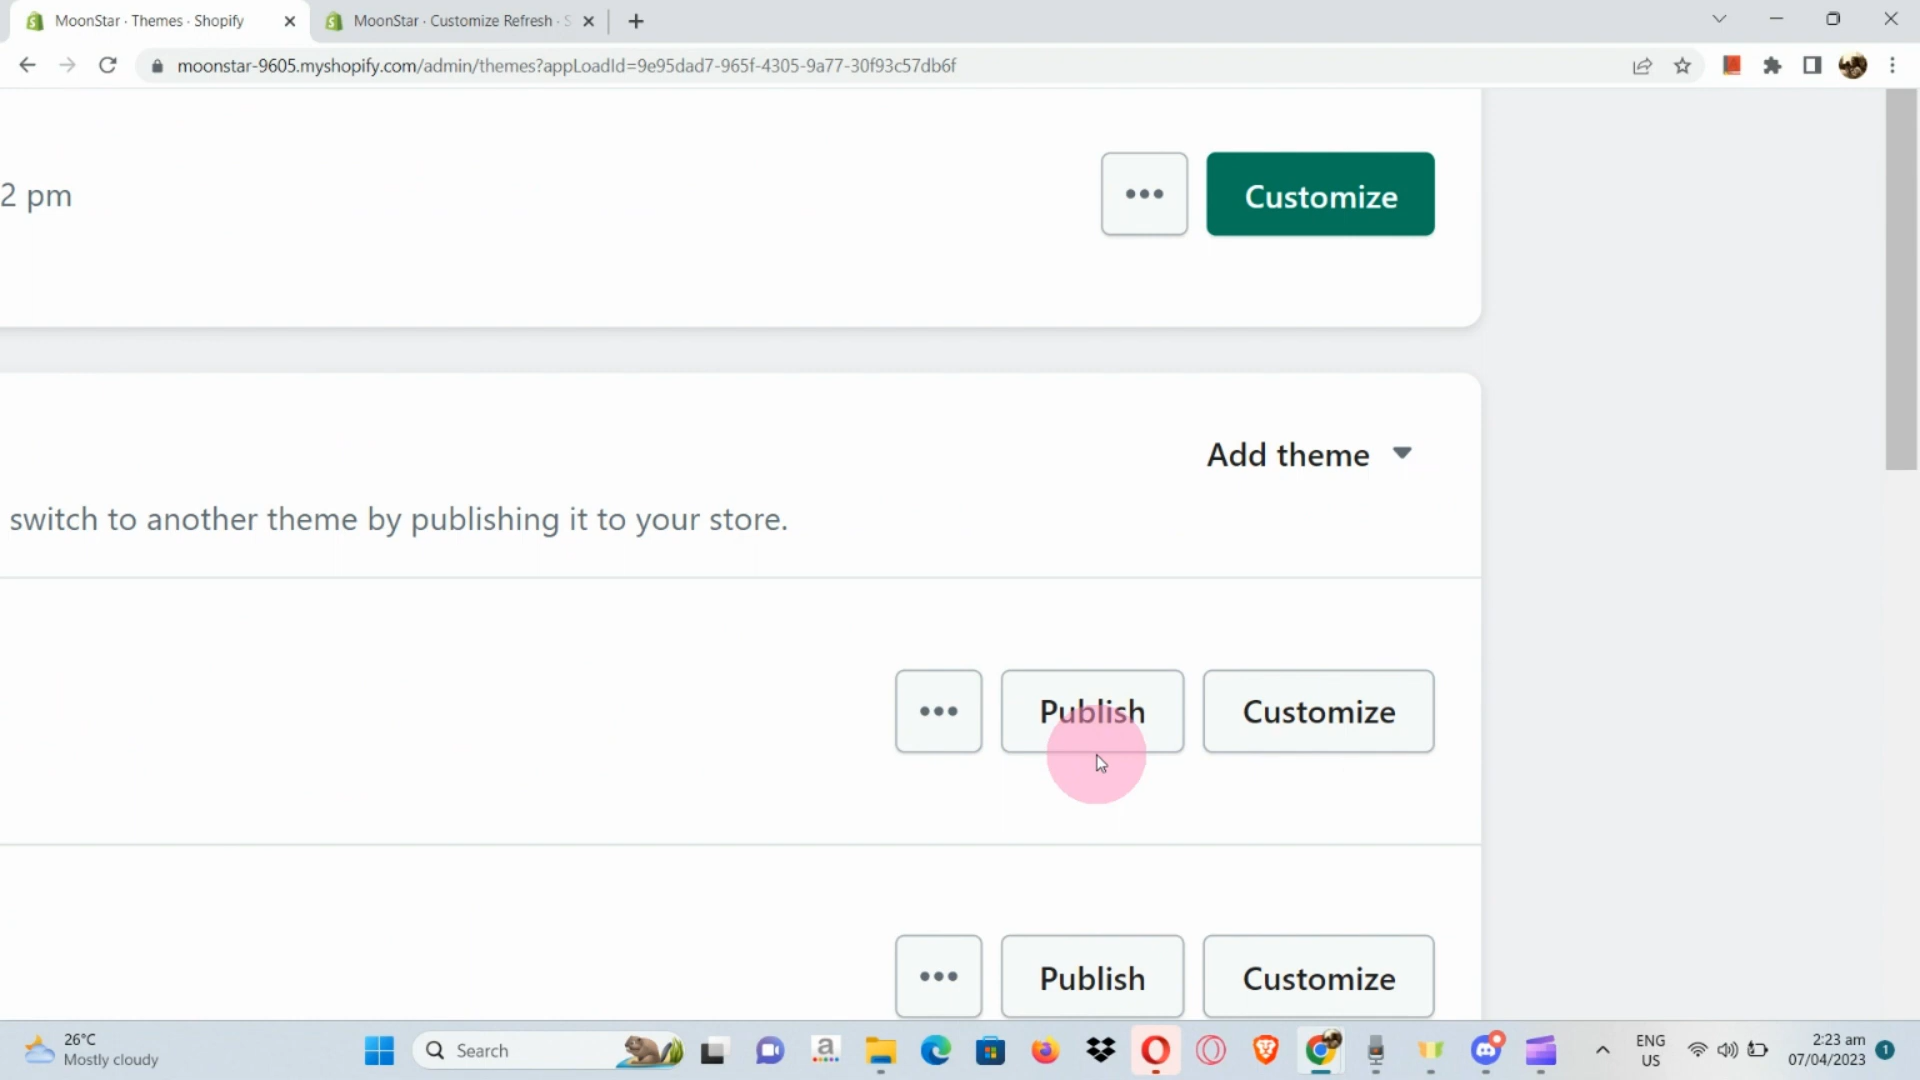 MoonStar · Themes · Shopify
MoonStar · Customize Refresh · S
moonstar-9605.myshopify.com/admin/themes?appLoadId=9e95dad7-965f-4305-9a77-30f93c57db6f
2 pm
Customize
Add theme
switch to another theme by publishing it to your store.
Publish
Customize
Publish
Customize
26°C
Mostly cloudy
Search
a
ENG
US
2:23 am
07/04/2023
1